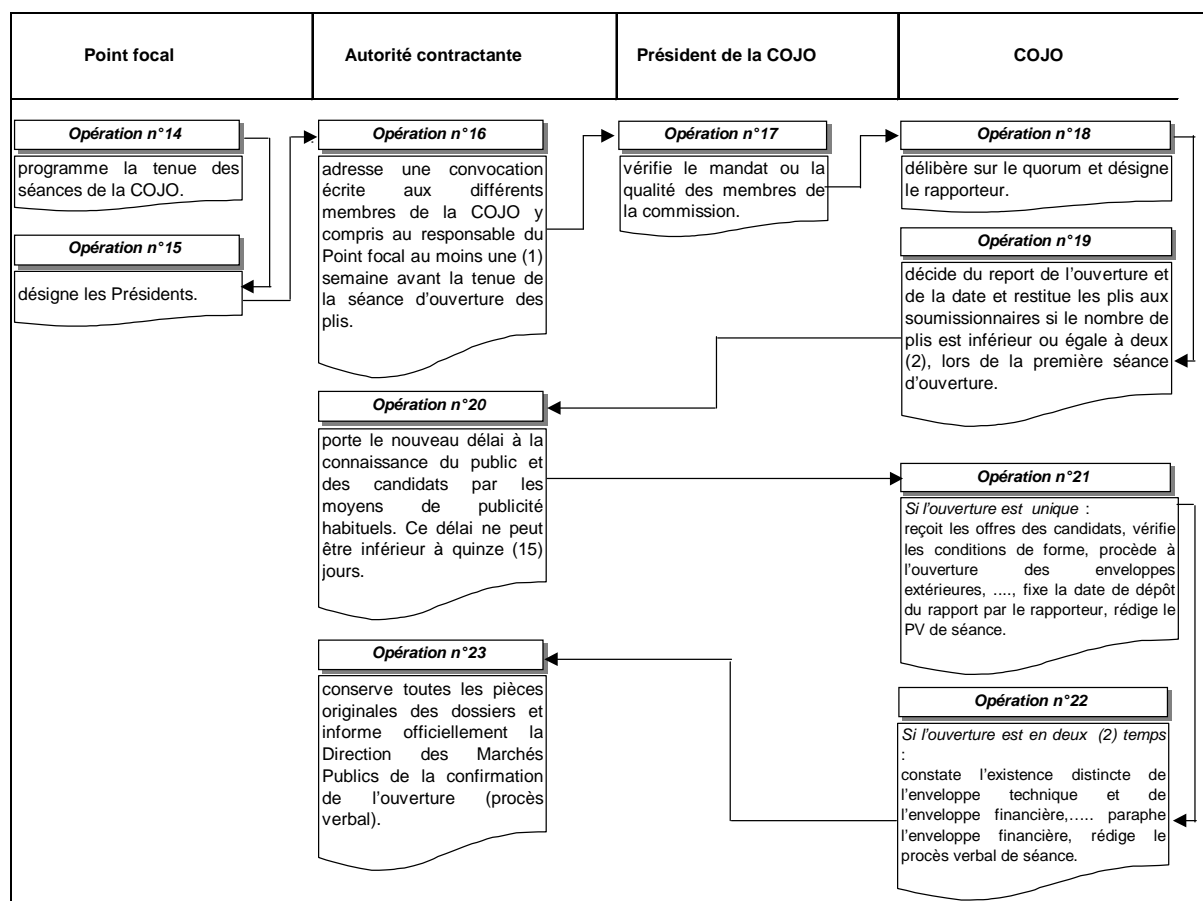 Point focal
Autorité contractante
Président de la COJO
COJO
Opération n°14
programme la tenue des
séances de la COJO.
Opération n°15
désigne les Présidents.
Opération n°16
adresse une convocation
écrite aux différents
membres de la COJO y
compris au responsable du
Point focal au moins une (1)
semaine avant la tenue de
la séance d'ouverture des
plis.
Opération n°17
vérifie le mandat ou la
qualité des membres de
la commission.
Opération n°18
délibère sur le quorum et désigne
le rapporteur.
Opération n°19
décide du report de l'ouverture et
de la date et restitue les plis aux
soumissionnaires si le nombre de
plis est inférieur ou égale à deux
(2), lors de la première séance
d'ouverture.
Opération n°20
porte le nouveau délai à la
connaissance du public et
des candidats par les
moyens de publicité
habituels. Ce délai ne peut
être inférieur à quinze (15)
jours.
Opération n°21
Si l'ouverture est unique :
reçoit les offres des candidats, vérifie
les conditions de forme, procède à
l'ouverture des enveloppes
extérieures, ...., fixe la date de dépôt
du rapport par le rapporteur, rédige le
PV de séance.
Opération n°22
Si l'ouverture est en deux (2) temps
:
constate l'existence distincte de
l'enveloppe technique et de
l'enveloppe financière,..... paraphe
l'enveloppe financière, rédige le
procès verbal de séance.
Opération n°23
conserve toutes les pièces
originales des dossiers et
informe officiellement la
Direction des Marchés
Publics de la confirmation
de l'ouverture (procès
verbal).